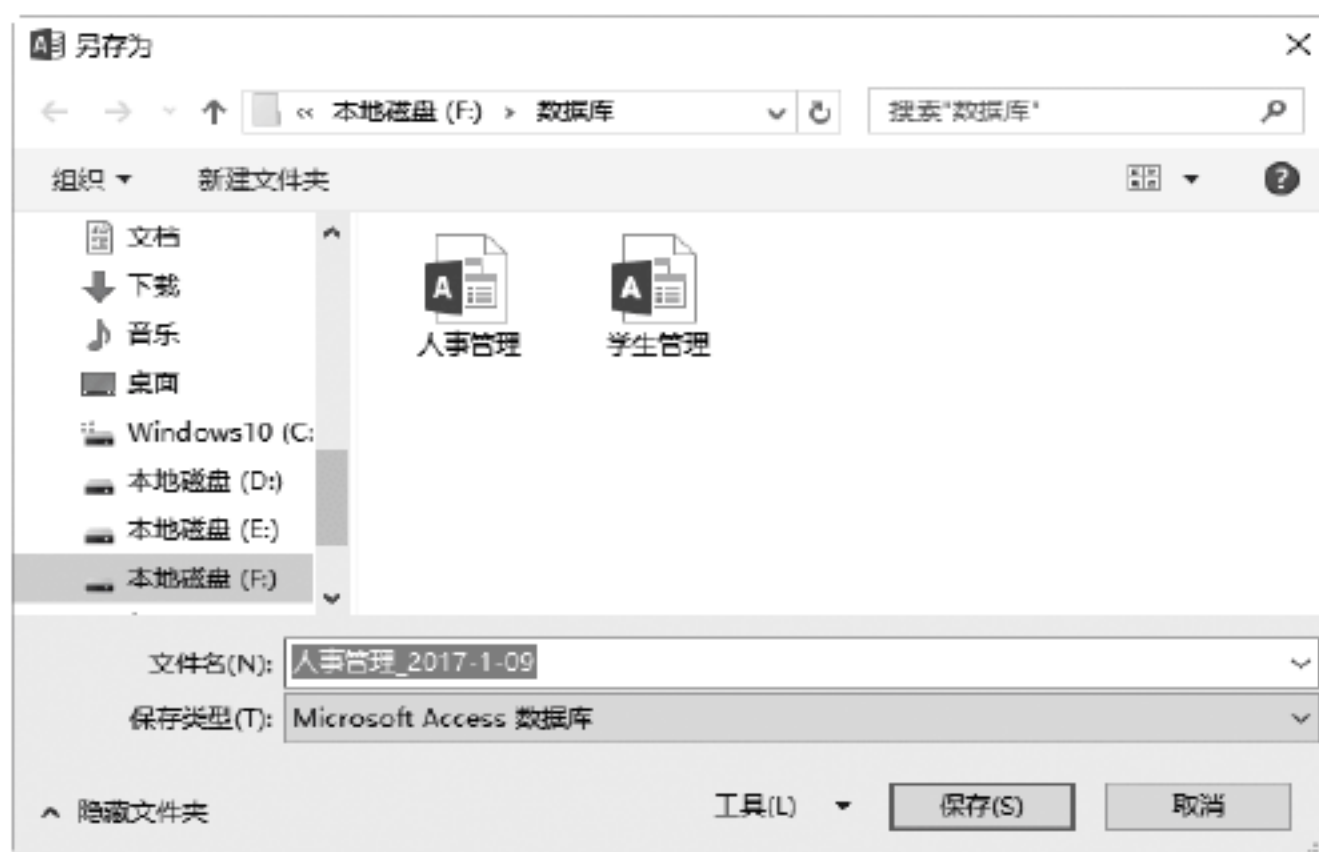 另存为
« 本地磁盘 (F:) › 数据库
搜索"数据库"
组织
新建文件夹
文档
下载
音乐
桌面
Windows10 (C:
本地磁盘 (D:)
本地磁盘 (E:)
本地磁盘 (F:)
人事管理
学生管理
文件名(N): 人事管理_2017-1-09
保存类型(T): Microsoft Access 数据库
隐藏文件夹
工具(L)
保存(S)
取消